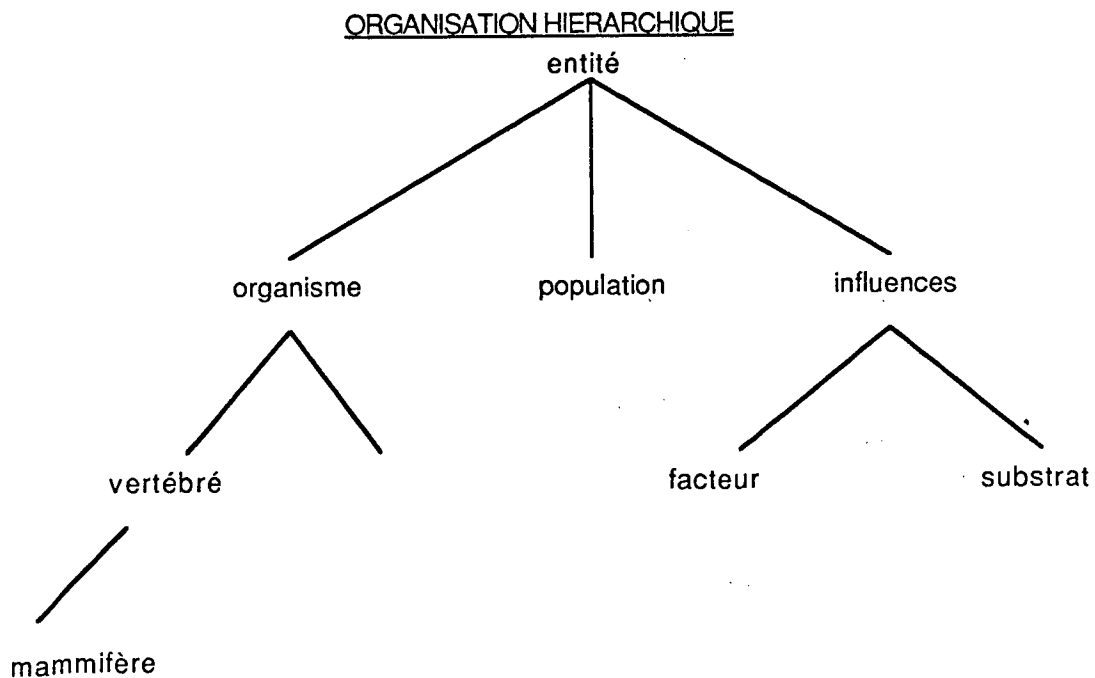 ORGANISATION HIERARCHIQUE
entité
organisme population influences
vertébré facteur substrat
mammifère